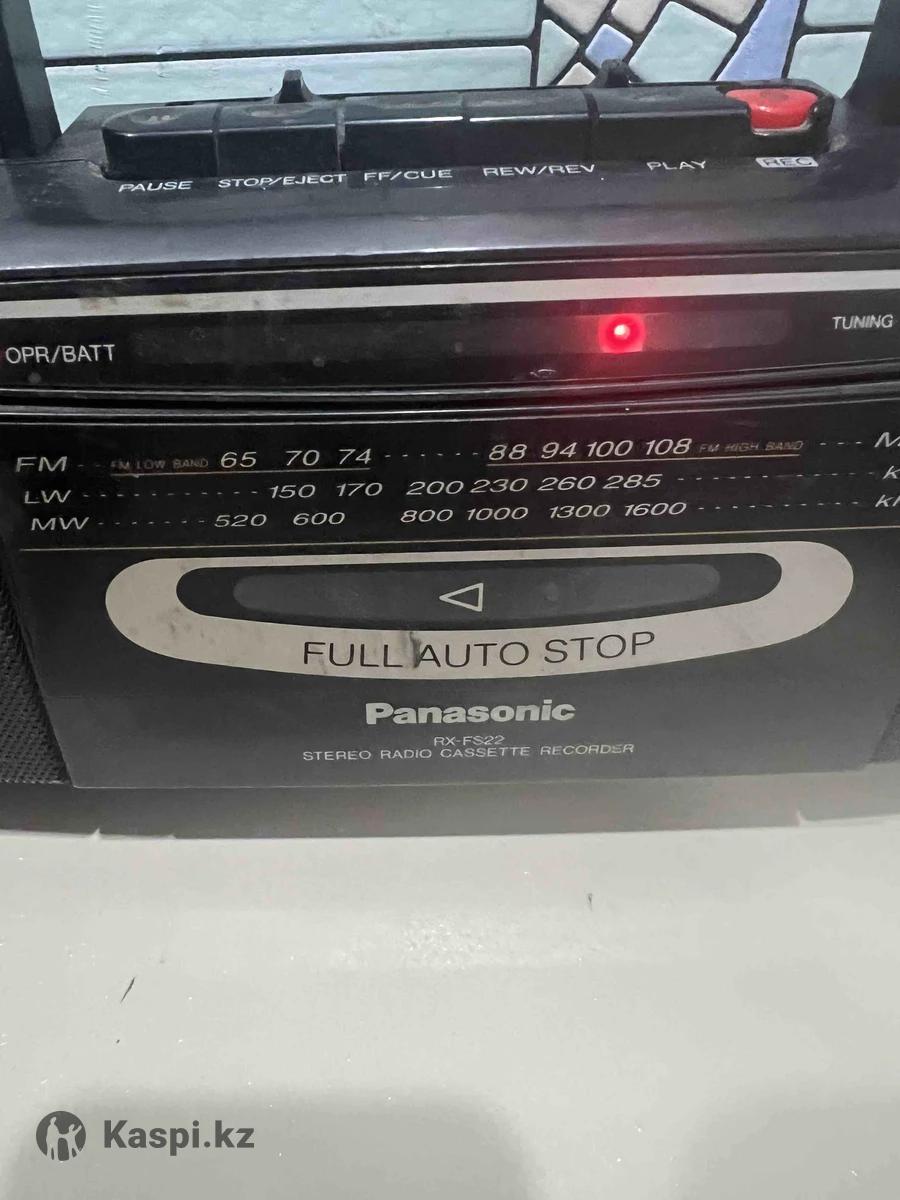 PAUSE STOP/EJECT FF/CUE REW/REV PLAY REC
OPR/BATT TUNING
FM FM LOW BAND 65 70 74 88 94 100 108 FM HIGH BAND
LW 150 170 200 230 260 285
MW 520 600 800 1000 1300 1600
FULL AUTO STOP
Panasonic
RX-FS22
STEREO RADIO CASSETTE RECORDER
Kaspi.kz